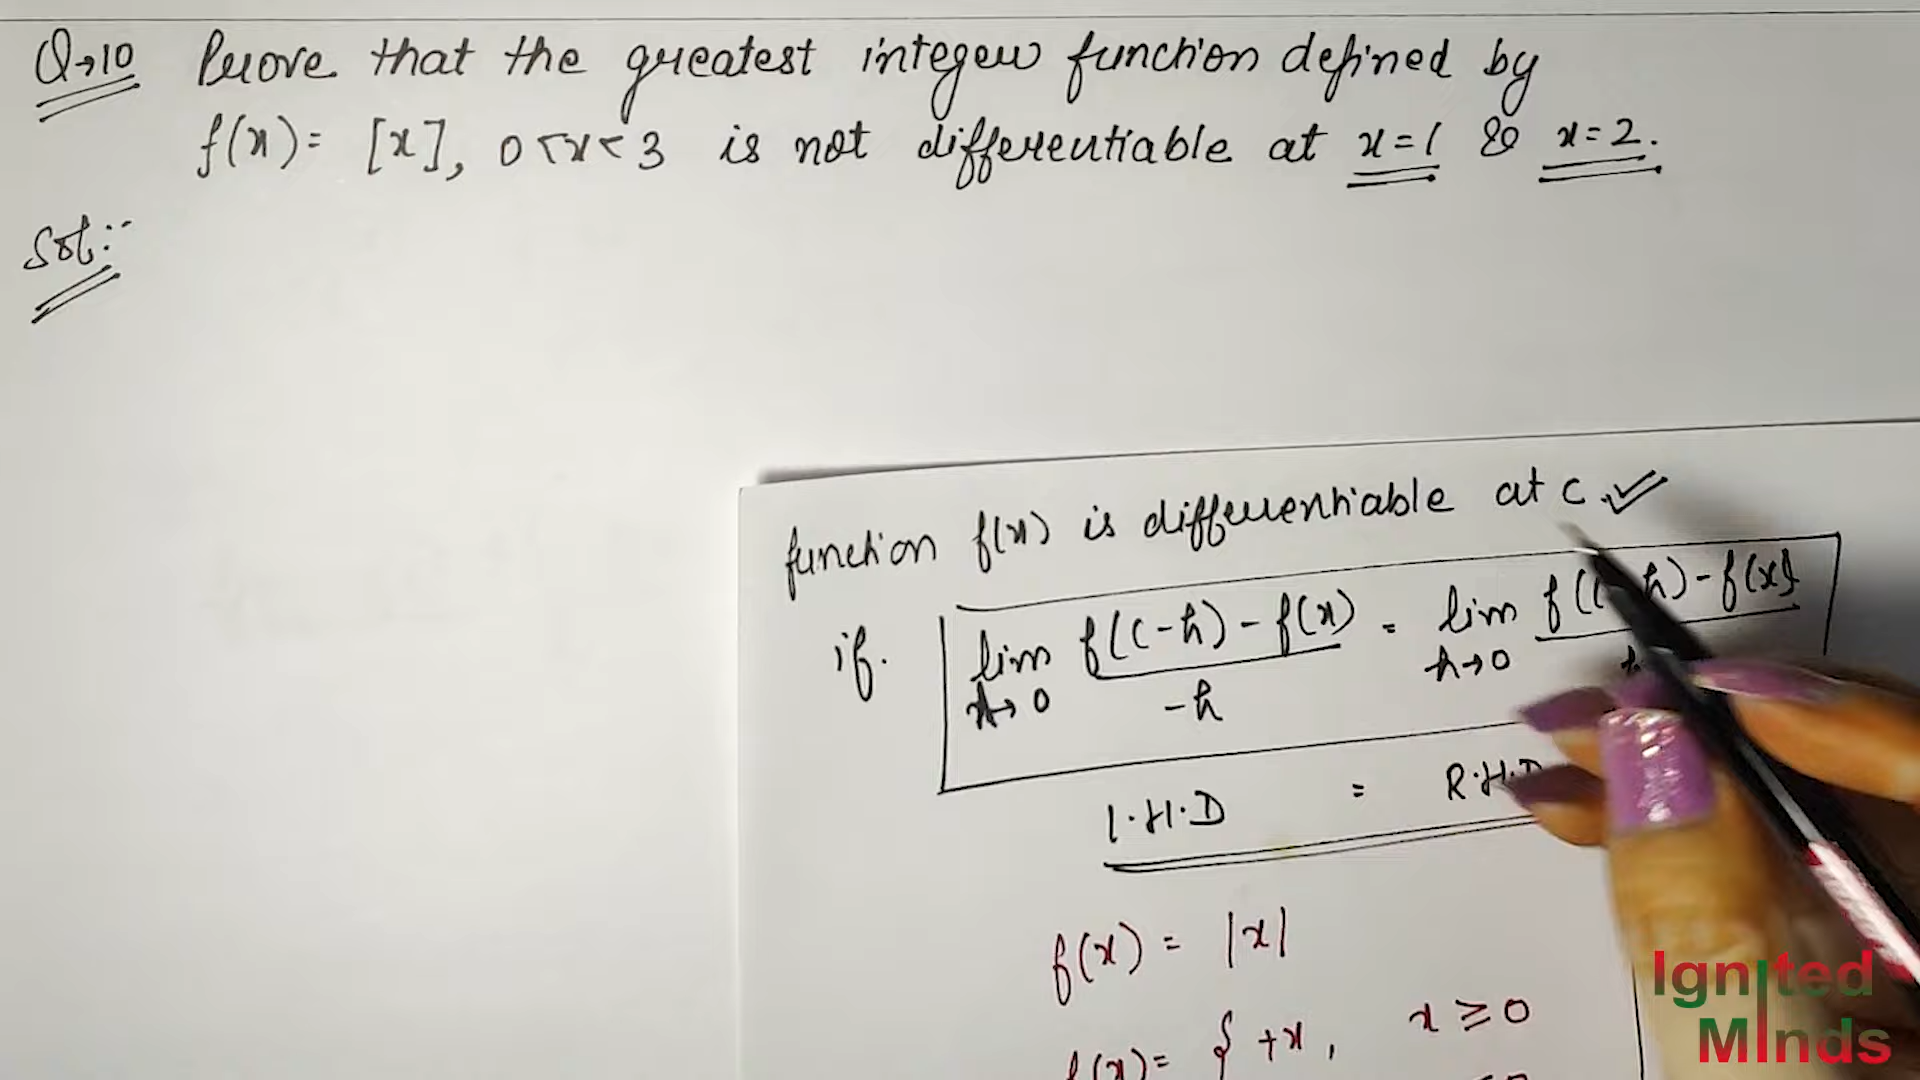 Q→10 Prove that the greatest integer function defined by
f(x) = [x], 0<x<3 is not differentiable at x=1 & x=2.
Sol:-
function f(x) is differentiable at c ✓
if. lim h→0 f(c-h) - f(x) / -h = lim h→0 f(c h) - f(x)
L.H.D = R.H.D
f(x) = |x|
f(x) = { +x, x ≥ 0
Ignited
Minds